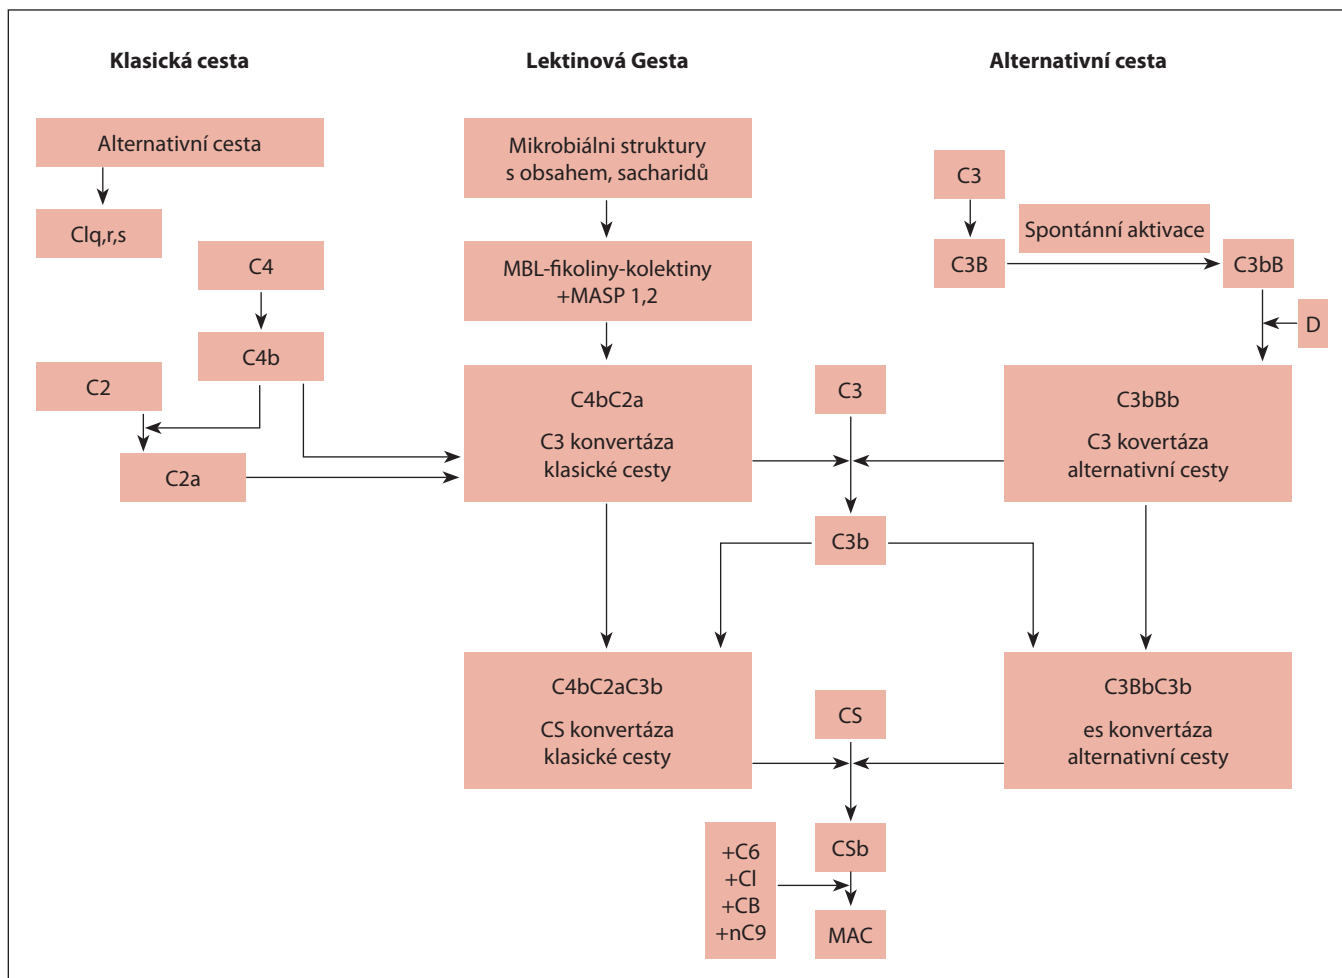 Klasická cesta
Lektinová Gesta
Alternativní cesta
Alternativní cesta
Clq,r,s
C4
C4b
C2
C2a
Mikrobiálni struktury
s obsahem, sacharidů
MBL-fikoliny-kolektiny
+MASP 1,2
C4bC2a
C3 konvertáza
klasické cesty
C3
C3b
C3
C3B
Spontánní aktivace
C3bB
D
C3bBb
C3 kovertáza
alternativní cesty
C4bC2aC3b
CS konvertáza
klasické cesty
CS
C3BbC3b
es konvertáza
alternativní cesty
+C6
+Cl
+CB
+nC9
CSb
MAC